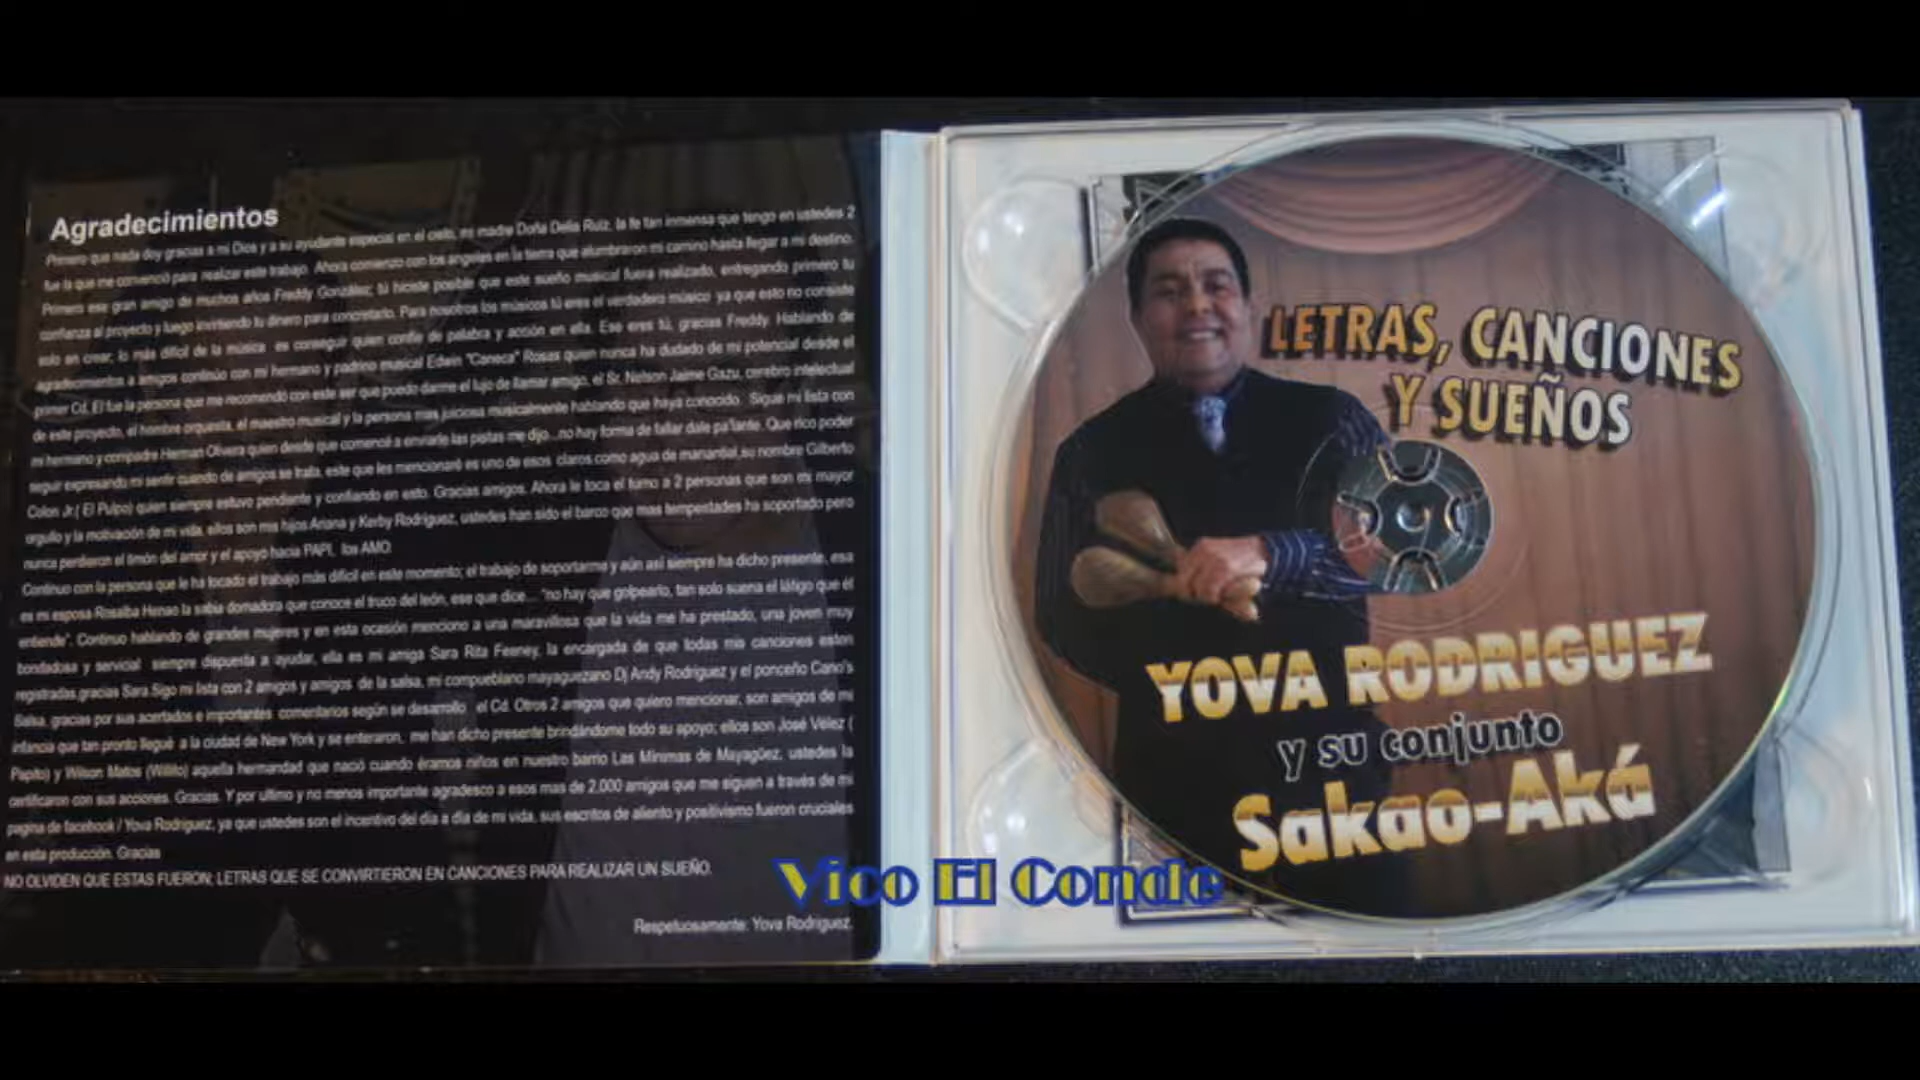 Agradecimientos
Primero que nada doy gracias a mi Dios y a su ayudante especial en el cielo, mi madre Doña Delia Ruiz, la fe tan inmensa que tengo en ustedes 2
fue la que me convenció para realizar este trabajo. Ahora comienzo con los angeles en la tierra que alumbraron mi camino hasta llegar a mi destino.
Primero ese gran amigo de muchos años Freddy González; tú hiciste posible que este sueño musical fuera realizado, entregando primero tu
confianza al proyecto y luego invirtiendo tu dinero para concretarlo. Para nosotros los músicos tú eres el verdadero músico ya que esto no consiste
solo en crear, lo más difícil de la música es conseguir quien confie de palabra y acción en ella. Ese eres tú, gracias Freddy. Hablando de
agradecimientos a amigos continúo con mi hermano y padrino musical Edwin "Caneca" Rosas quien nunca ha dudado de mi potencial desde el
primer Cd. El fue la persona que me recomendó con este ser que puedo darme el lujo de llamar amigo, el Sr. Nelson Jaime Gazu, cerebro intelectual
de este proyecto, el hombre orquesta, el maestro musical y la persona mas juiciosa musicalmente hablando que haya conocido. Sigue mi lista con
mi hermano y compadre Herman Olivera quien desde que comencé a enviarle las pistas me dijo...no hay forma de fallar dale pa'lante. Que rico poder
seguir expresando mi sentir cuando de amigos se trata, este que les mencionaré es uno de esos claros como agua de manantial,su nombre Gilberto
Colon Jr.( El Pulpo) quien siempre estuvo pendiente y confiando en esto. Gracias amigos. Ahora le toca el turno a 2 personas que son mi mayor
orgullo y la motivación de mi vida, ellos son mis hijos Ariana y Kerby Rodríguez, ustedes han sido el barco que mas tempestades ha soportado pero
nunca perdieron el timón del amor y el apoyo hacia PAPI, los AMO.
Continuo con la persona que le ha tocado el trabajo más difícil en este momento; el trabajo de soportarme y aún así siempre ha dicho presente, esa
es mi esposa Rosalba Henao la sabia domadora que conoce el truco del león, ese que dice... "no hay que golpearlo, tan solo suena el látigo que él
entiende". Continuo hablando de grandes mujeres y en esta ocasión menciono a una maravillosa que la vida me ha prestado, una joven muy
bondadosa y servicial siempre dispuesta a ayudar, ella es mi amiga Sara Rita Feeney, la encargada de que todas mis canciones esten
registradas,gracias Sara.Sigo mi lista con 2 amigos y amigos de la salsa, mi compueblano mayaguezano Dj Andy Rodriguez y el ponceño Cano's
Salsa, gracias por sus acertados e importantes comentarios según se desarrollo el Cd. Otros 2 amigos que quiero mencionar, son amigos de mi
infancia que tan pronto llegué a la ciudad de New York y se enteraron, me han dicho presente brindándome todo su apoyo; ellos son José Vélez (
Papito) y Wilson Matos (Willito) aquella hermandad que nació cuando éramos niños en nuestro barrio Las Mínimas de Mayagüez, ustedes la
certificaron con sus acciones. Gracias. Y por ultimo y no menos importante agradesco a esos mas de 2,000 amigos que me siguen a través de mi
pagina de facebook / Yova Rodriguez, ya que ustedes son el incentivo del día a día de mi vida, sus escritos de aliento y positivismo fueron cruciales
en esta producción. Gracias
NO OLVIDEN QUE ESTAS FUERON; LETRAS QUE SE CONVIRTIERON EN CANCIONES PARA REALIZAR UN SUEÑO.
Respetuosamente: Yova Rodriguez.
LETRAS, CANCIONES
Y SUEÑOS
YOVA RODRIGUEZ
y su conjunto
Sakao-Aká
Vico El Conde